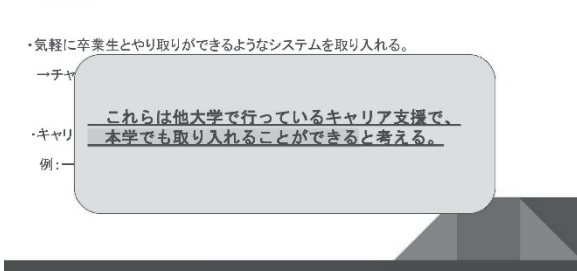 ・気軽に卒業生とやり取りができるようなシステムを取り入れる。
→チャ
これらは他大学で行っているキャリア支援で、
・キャリ
本学でも取り入れることができると考える。
例:一